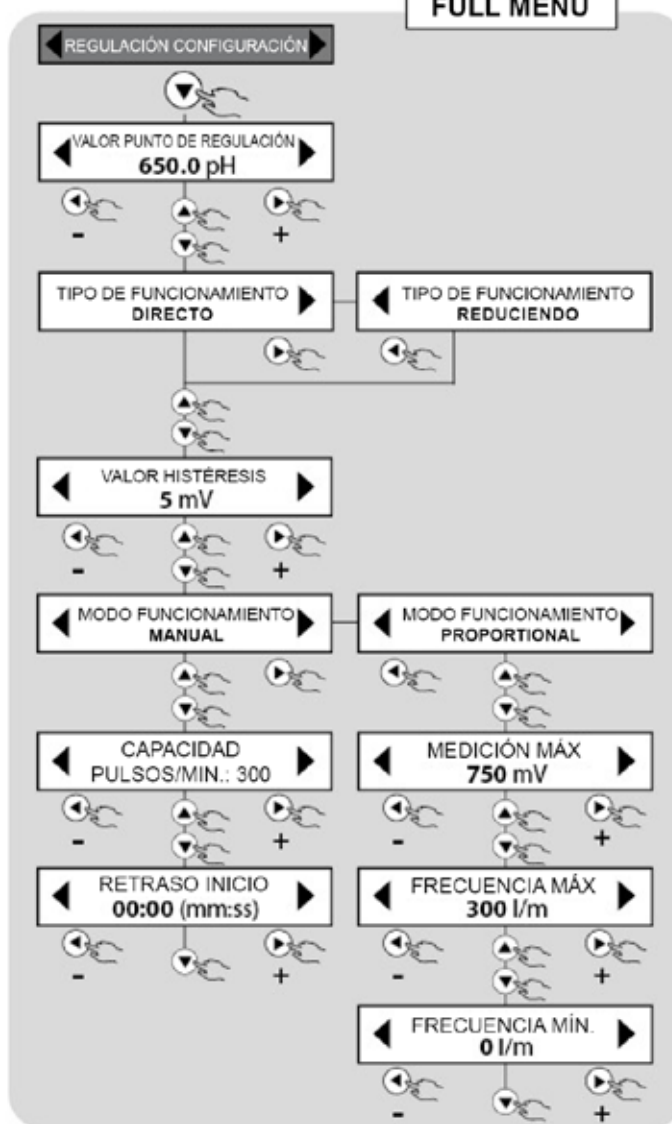 FULL MENU
REGULACIÓN CONFIGURACIÓN
VALOR PUNTO DE REGULACIÓN
650.0 pH
- +
TIPO DE FUNCIONAMIENTO
DIRECTO
TIPO DE FUNCIONAMIENTO
REDUCIENDO
VALOR HISTÉRESIS
5 mV
- +
MODO FUNCIONAMIENTO
MANUAL
MODO FUNCIONAMIENTO
PROPORTIONAL
CAPACIDAD
PULSOS/MIN.: 300
- +
MEDICIÓN MÁX
750 mV
- +
RETRASO INICIO
00:00 (mm:ss)
- +
FRECUENCIA MÁX
300 I/m
- +
FRECUENCIA MÍN.
0 I/m
- +